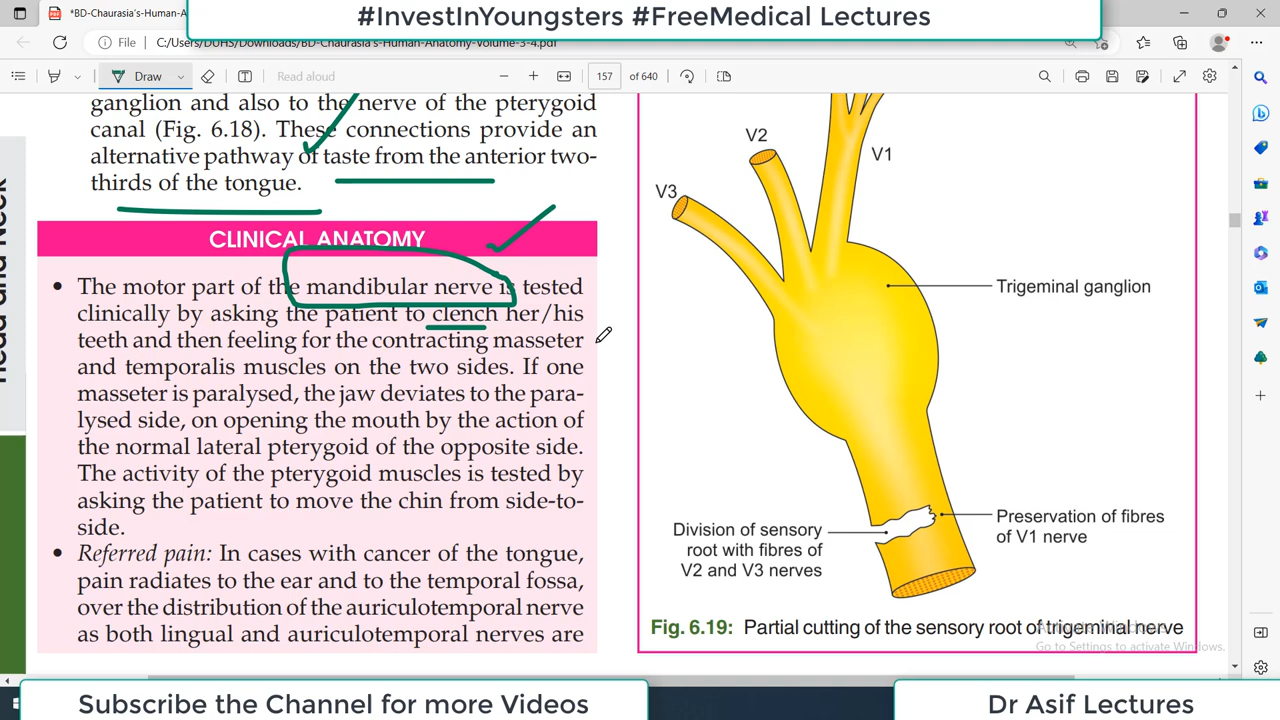 #InvestInYoungsters #FreeMedical Lectures
*BD-Chaurasia's-Human-A
File
C:/Users/DUHS/Downloads/BD-Chaurasia's-Human-Anatomy-Volume-3-4.pdf
Draw
Read aloud
157 of 640
ganglion and also to the nerve of the pterygoid
canal (Fig. 6.18). These connections provide an
alternative pathway of taste from the anterior two-
thirds of the tongue.
CLINICAL ANATOMY
• The motor part of the mandibular nerve is tested
clinically by asking the patient to clench her/his
teeth and then feeling for the contracting masseter
and temporalis muscles on the two sides. If one
masseter is paralysed, the jaw deviates to the para-
lysed side, on opening the mouth by the action of
the normal lateral pterygoid of the opposite side.
The activity of the pterygoid muscles is tested by
asking the patient to move the chin from side-to-
side.
• Referred pain: In cases with cancer of the tongue,
pain radiates to the ear and to the temporal fossa,
over the distribution of the auriculotemporal nerve
as both lingual and auriculotemporal nerves are
Head and Neck
V2
V1
V3
Trigeminal ganglion
Division of sensory
root with fibres of
V2 and V3 nerves
Preservation of fibres
of V1 nerve
Fig. 6.19: Partial cutting of the sensory root of trigeminal nerve
Activate Windows
Go to Settings to activate Windows.
Subscribe the Channel for more Videos
Dr Asif Lectures